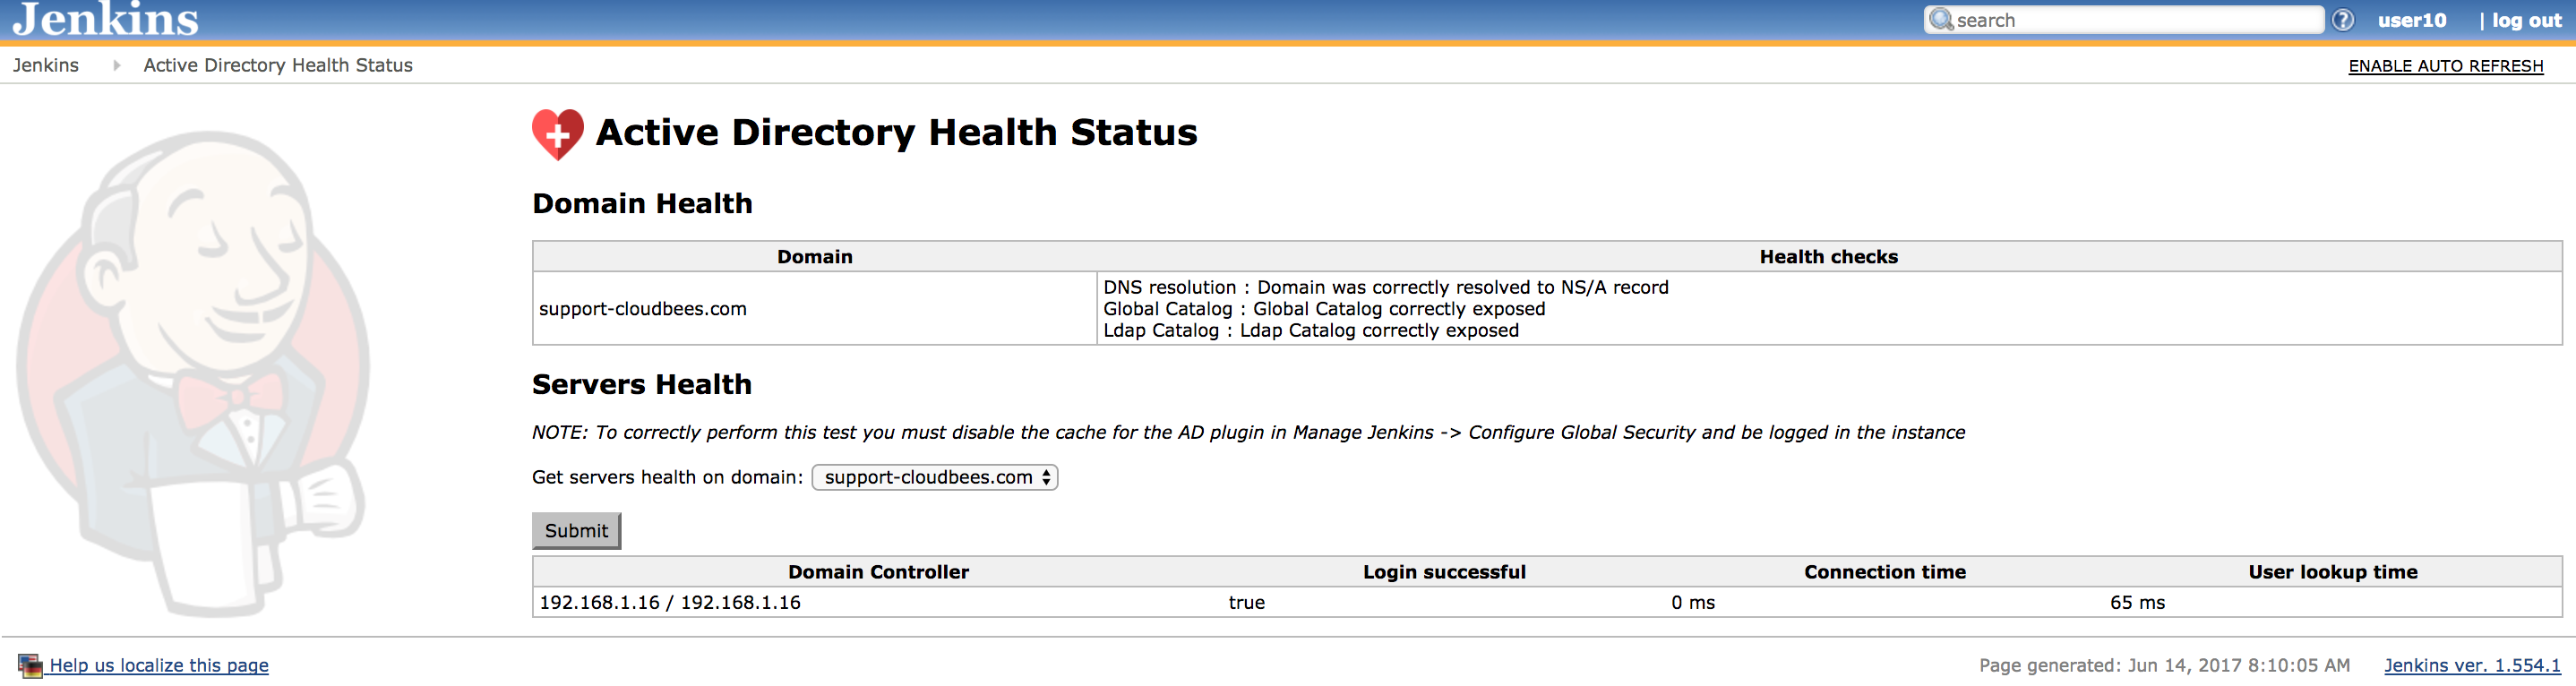 Jenkins
search
user10 | log out
Jenkins Active Directory Health Status
ENABLE AUTO REFRESH
Active Directory Health Status
Domain Health
Domain Health checks
support-cloudbees.com
DNS resolution : Domain was correctly resolved to NS/A record
Global Catalog : Global Catalog correctly exposed
Ldap Catalog : Ldap Catalog correctly exposed
Servers Health
NOTE: To correctly perform this test you must disable the cache for the AD plugin in Manage Jenkins -> Configure Global Security and be logged in the instance
Get servers health on domain: support-cloudbees.com
Submit
Domain Controller Login successful Connection time User lookup time
192.168.1.16 / 192.168.1.16 true 0 ms 65 ms
Help us localize this page
Page generated: Jun 14, 2017 8:10:05 AM Jenkins ver. 1.554.1